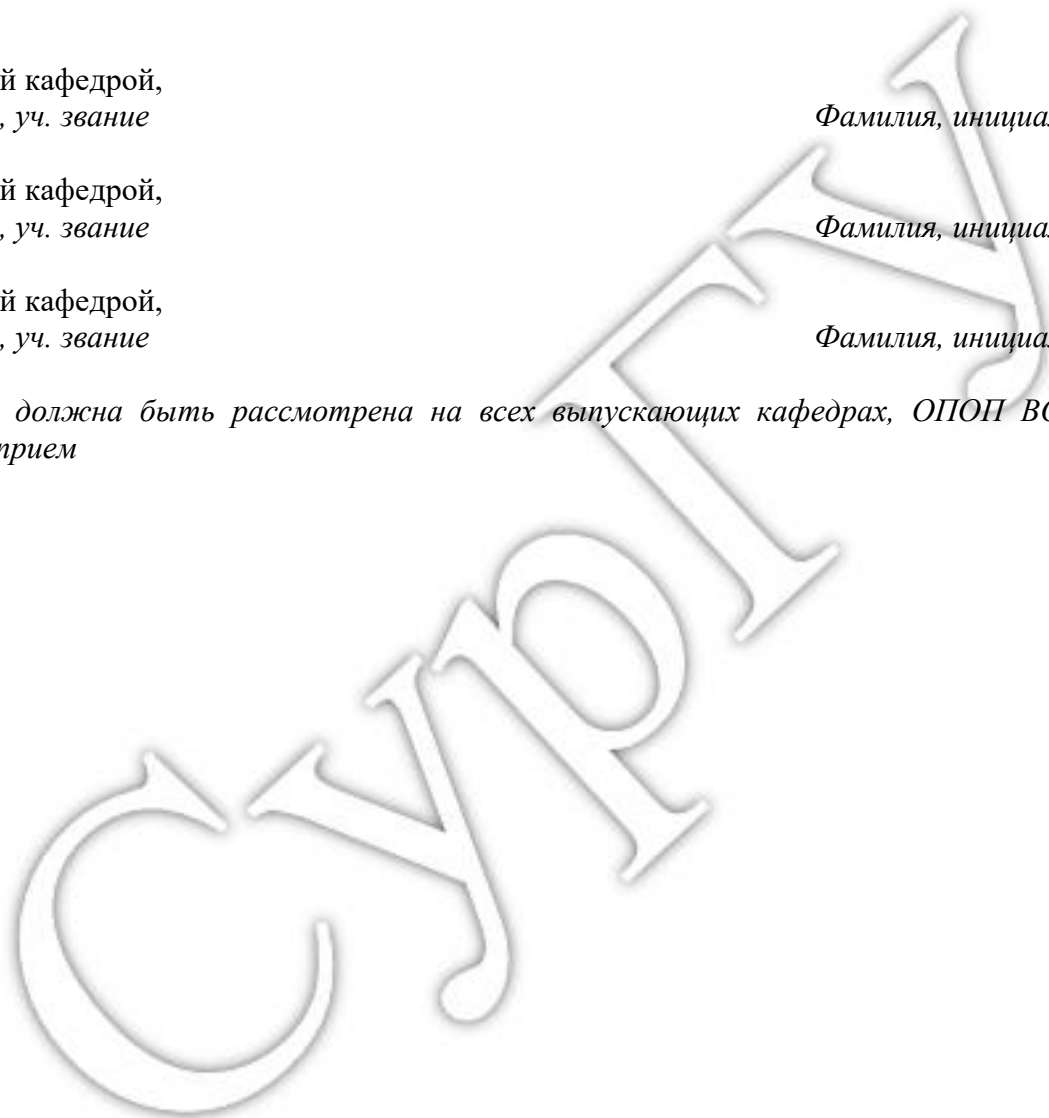 й кафедрой,
, уч. звание Фамилия, инициа
й кафедрой,
, уч. звание Фамилия, инициа
й кафедрой,
, уч. звание Фамилия, инициа
должна быть рассмотрена на всех выпускающих кафедрах, ОПОП ВО
прием
СурГУ